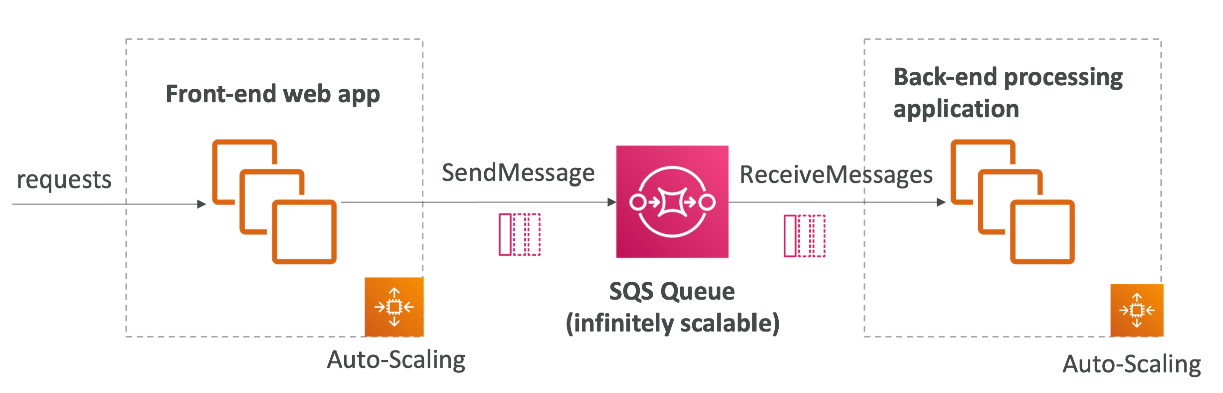 Front-end web app
requests
Auto-Scaling
SendMessage
SQS Queue
(infinitely scalable)
ReceiveMessages
Back-end processing
application
Auto-Scaling